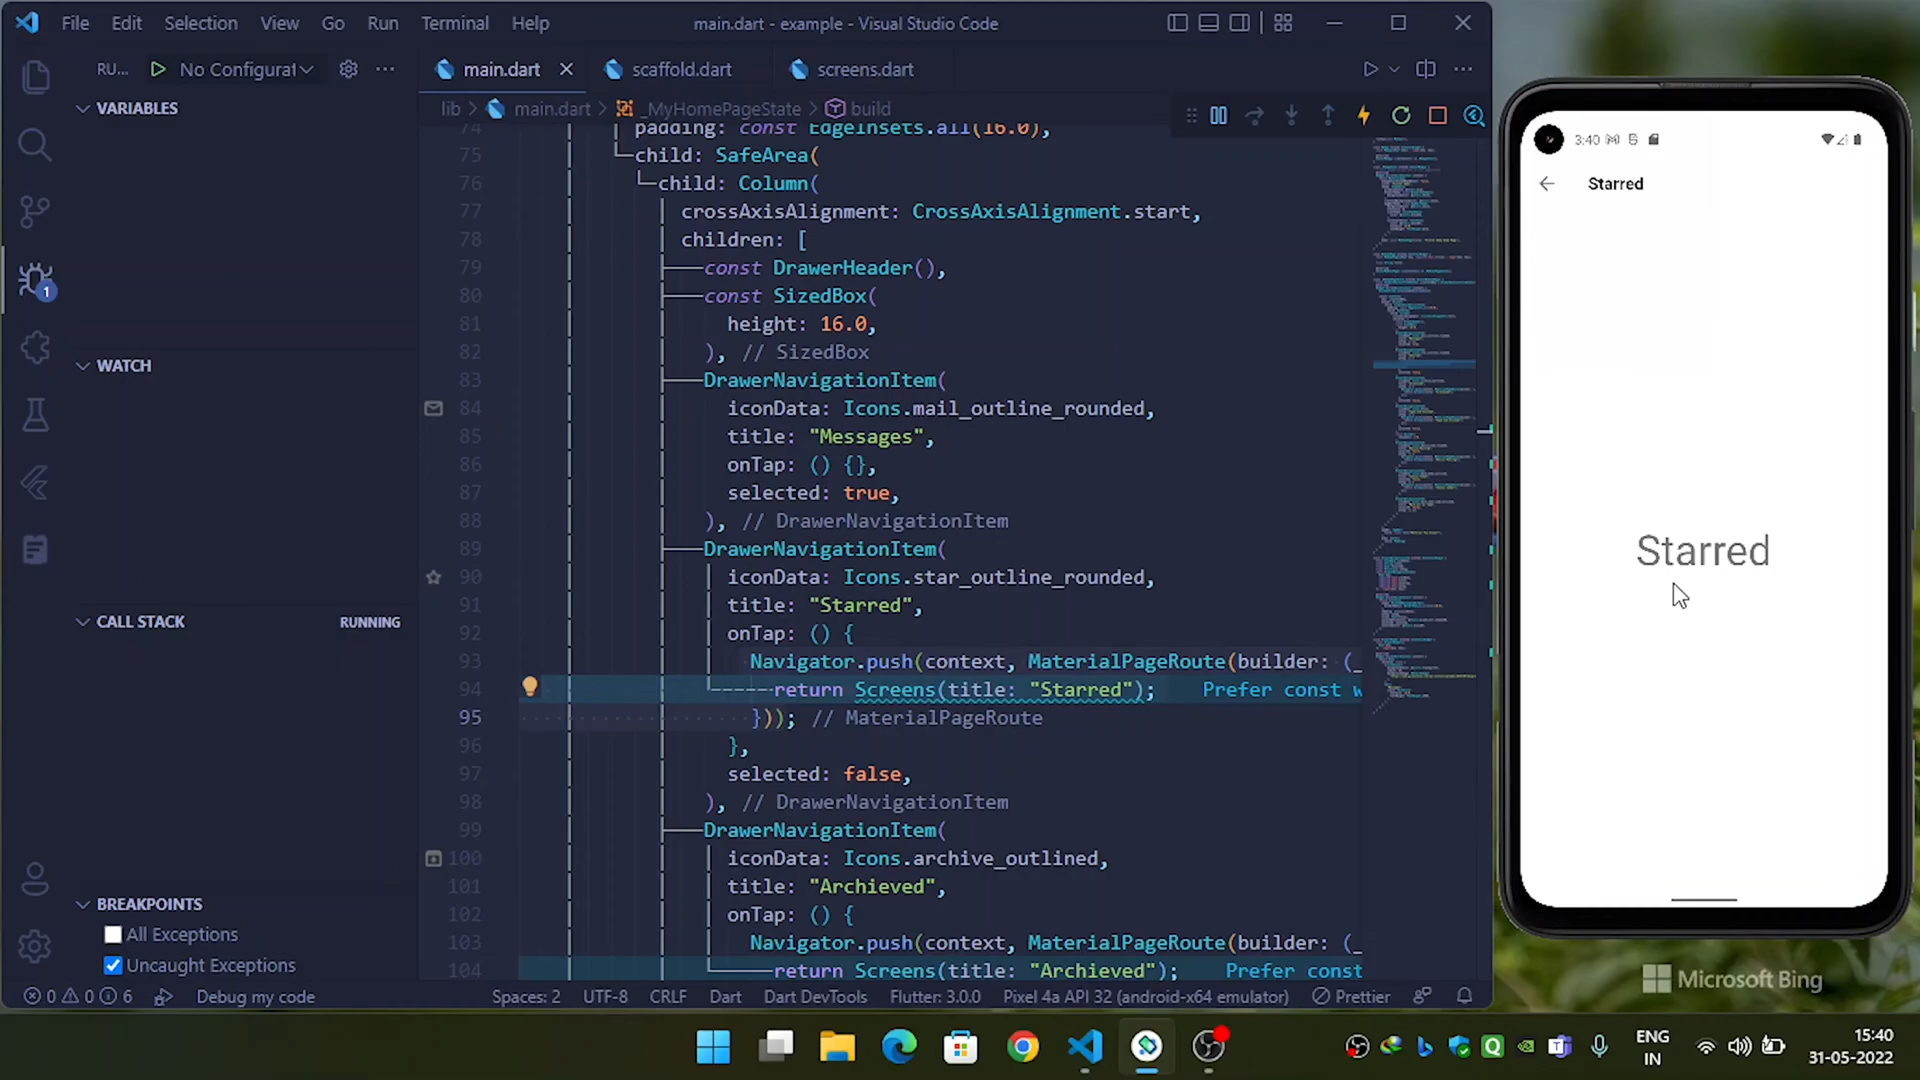 File Edit Selection View Go Run Terminal Help
main.dart - example - Visual Studio Code
RU... No Configurat
main.dart
scaffold.dart
screens.dart
lib > main.dart > _MyHomePageState > build
VARIABLES
WATCH
CALL STACK
RUNNING
BREAKPOINTS
All Exceptions
Uncaught Exceptions
1
74 padding: const EdgeInsets.all(16.0),
75 child: SafeArea(
76 child: Column(
77 crossAxisAlignment: CrossAxisAlignment.start,
78 children: [
79 const DrawerHeader(),
80 const SizedBox(
81 height: 16.0,
82 ), // SizedBox
83 DrawerNavigationItem(
84 iconData: Icons.mail_outline_rounded,
85 title: "Messages",
86 onTap: () {},
87 selected: true,
88 ), // DrawerNavigationItem
89 DrawerNavigationItem(
90 iconData: Icons.star_outline_rounded,
91 title: "Starred",
92 onTap: () {
93 Navigator.push(context, MaterialPageRoute(builder: (_
94 return Screens(title: "Starred"); Prefer const w
95 })); // MaterialPageRoute
96 },
97 selected: false,
98 ), // DrawerNavigationItem
99 DrawerNavigationItem(
100 iconData: Icons.archive_outlined,
101 title: "Archieved",
102 onTap: () {
103 Navigator.push(context, MaterialPageRoute(builder: (_
104 return Screens(title: "Archieved"); Prefer const
0 0 6 Debug my code Spaces: 2 UTF-8 CRLF Dart Dart DevTools Flutter: 3.0.0 Pixel 4a API 32 (android-x64 emulator) Prettier
3:40
Starred
Starred
Microsoft Bing
ENG
IN
15:40
31-05-2022